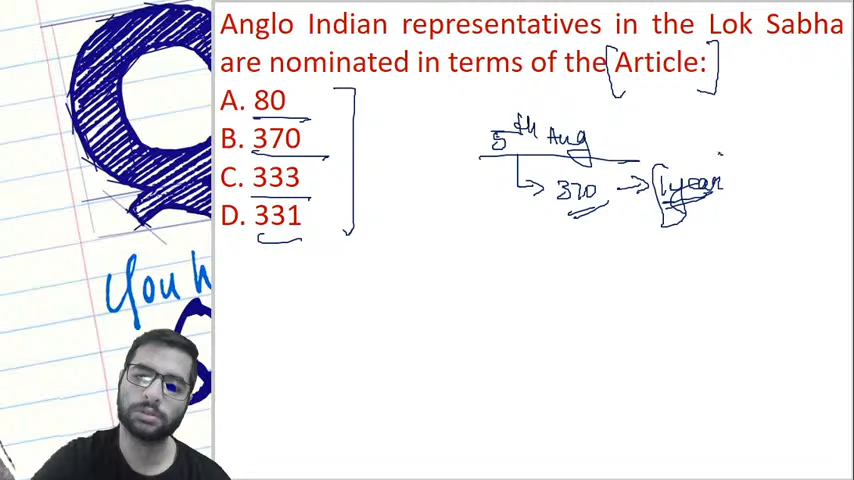 Anglo Indian representatives in the Lok Sabha
are nominated in terms of the Article:
A. 80
B. 370
C. 333
D. 331
5th Aug
370
1 year
You